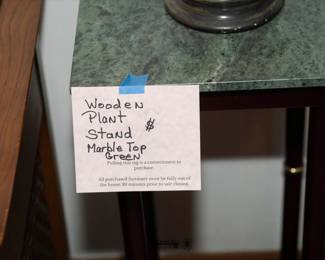 Wooden
Plant
Stand $
Marble Top
Green
Pulling this tag is a commitment to
purchase.
All purchased furniture must be fully out of
the house 30 minutes prior to sale closing.